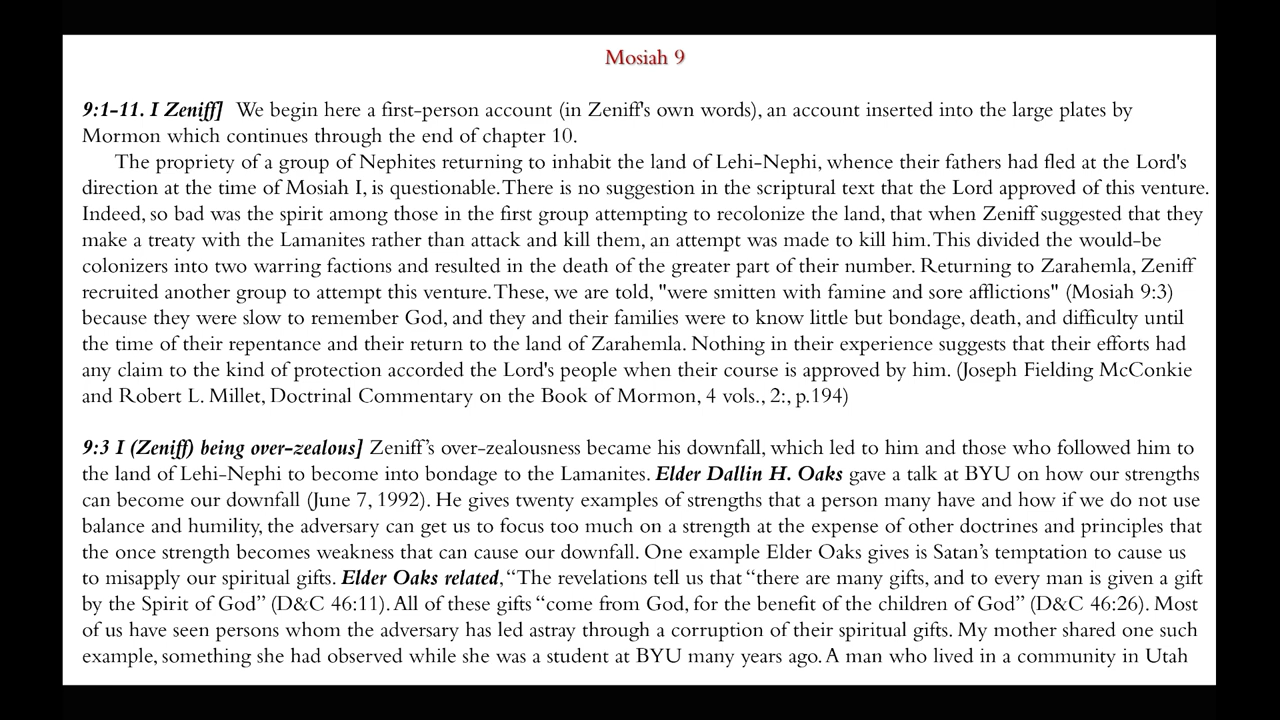 Mosiah 9
9:1-11. I Zeniff]  We begin here a first-person account (in Zeniff's own words), an account inserted into the large plates by
Mormon which continues through the end of chapter 10.
The propriety of a group of Nephites returning to inhabit the land of Lehi-Nephi, whence their fathers had fled at the Lord's
direction at the time of Mosiah I, is questionable. There is no suggestion in the scriptural text that the Lord approved of this venture.
Indeed, so bad was the spirit among those in the first group attempting to recolonize the land, that when Zeniff suggested that they
make a treaty with the Lamanites rather than attack and kill them, an attempt was made to kill him. This divided the would-be
colonizers into two warring factions and resulted in the death of the greater part of their number. Returning to Zarahemla, Zeniff
recruited another group to attempt this venture. These, we are told, "were smitten with famine and sore afflictions" (Mosiah 9:3)
because they were slow to remember God, and they and their families were to know little but bondage, death, and difficulty until
the time of their repentance and their return to the land of Zarahemla. Nothing in their experience suggests that their efforts had
any claim to the kind of protection accorded the Lord's people when their course is approved by him. (Joseph Fielding McConkie
and Robert L. Millet, Doctrinal Commentary on the Book of Mormon, 4 vols., 2:, p.194)
9:3 I (Zeniff) being over-zealous] Zeniff’s over-zealousness became his downfall, which led to him and those who followed him to
the land of Lehi-Nephi to become into bondage to the Lamanites. Elder Dallin H. Oaks gave a talk at BYU on how our strengths
can become our downfall (June 7, 1992). He gives twenty examples of strengths that a person many have and how if we do not use
balance and humility, the adversary can get us to focus too much on a strength at the expense of other doctrines and principles that
the once strength becomes weakness that can cause our downfall. One example Elder Oaks gives is Satan’s temptation to cause us
to misapply our spiritual gifts. Elder Oaks related, “The revelations tell us that “there are many gifts, and to every man is given a gift
by the Spirit of God” (D&C 46:11). All of these gifts “come from God, for the benefit of the children of God” (D&C 46:26). Most
of us have seen persons whom the adversary has led astray through a corruption of their spiritual gifts. My mother shared one such
example, something she had observed while she was a student at BYU many years ago. A man who lived in a community in Utah